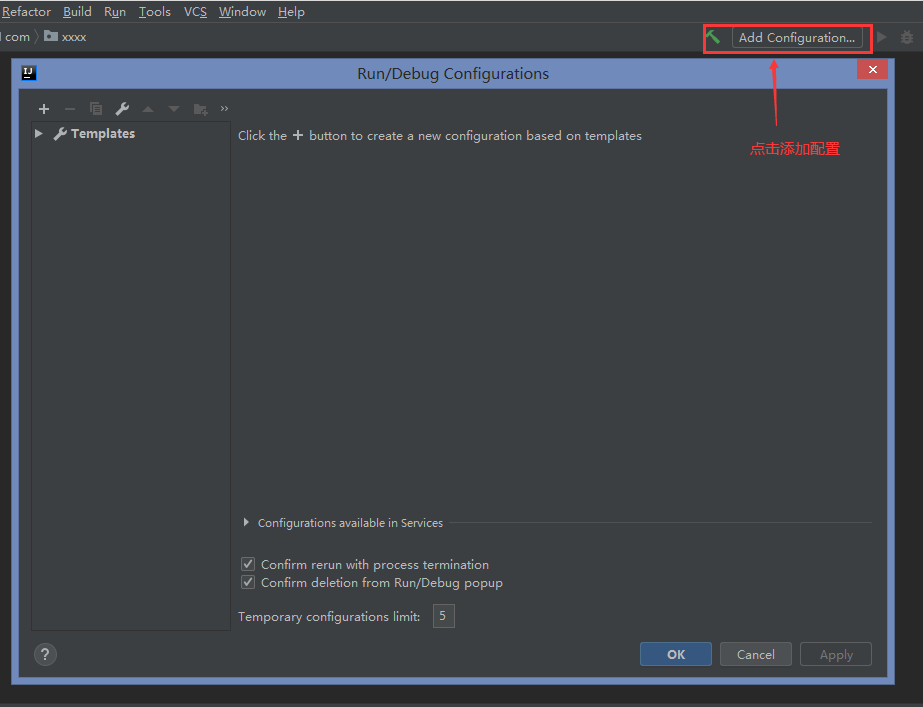 Refactor Build Run Tools VCS Window Help
com xxxx Add Configuration...
IJ Run/Debug Configurations
Templates
Click the + button to create a new configuration based on templates
点击添加配置
Configurations available in Services
Confirm rerun with process termination
Confirm deletion from Run/Debug popup
Temporary configurations limit: 5
? OK Cancel Apply